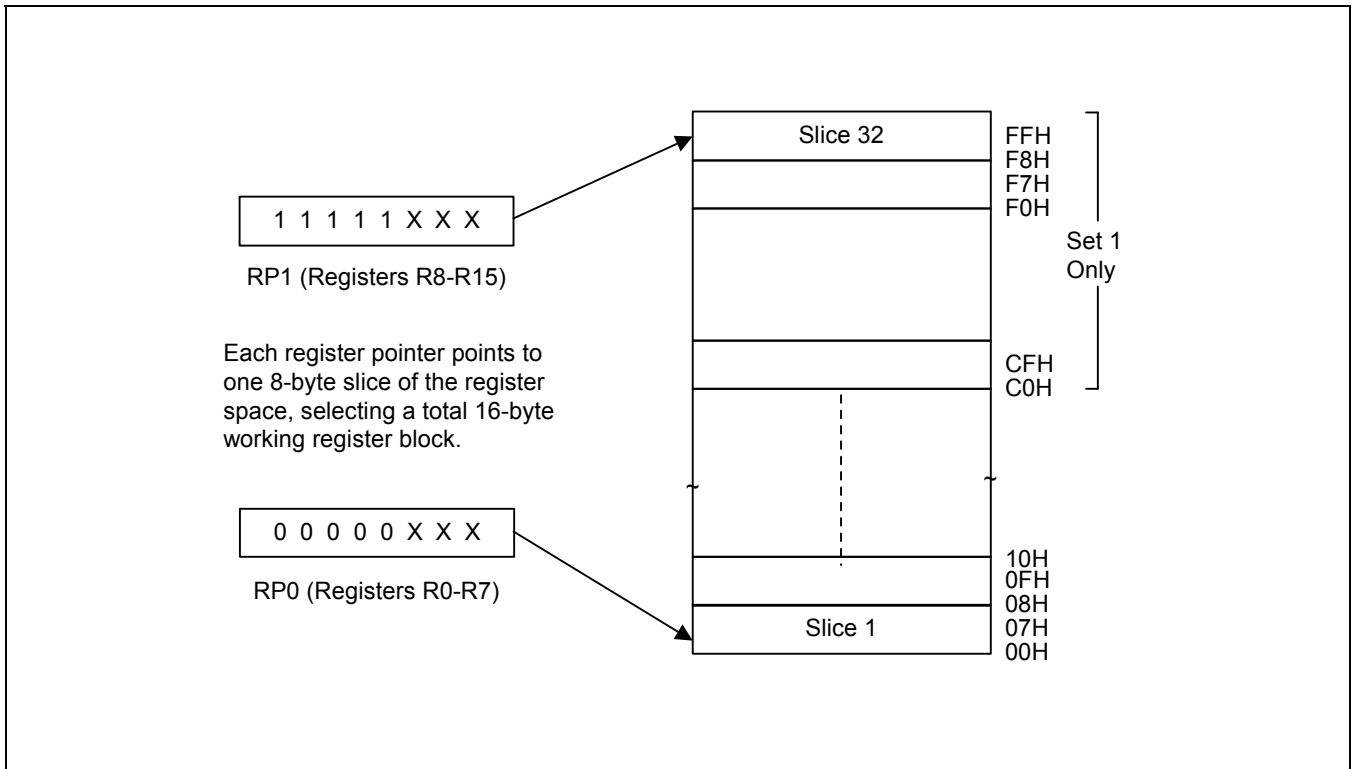 Slice 32
FFH
F8H
F7H
F0H
Set 1
Only
1 1 1 1 1 X X X
RP1 (Registers R8-R15)
Each register pointer points to
one 8-byte slice of the register
space, selecting a total 16-byte
working register block.
CFH
C0H
~ ~
0 0 0 0 0 X X X
RP0 (Registers R0-R7)
10H
0FH
08H
Slice 1
07H
00H